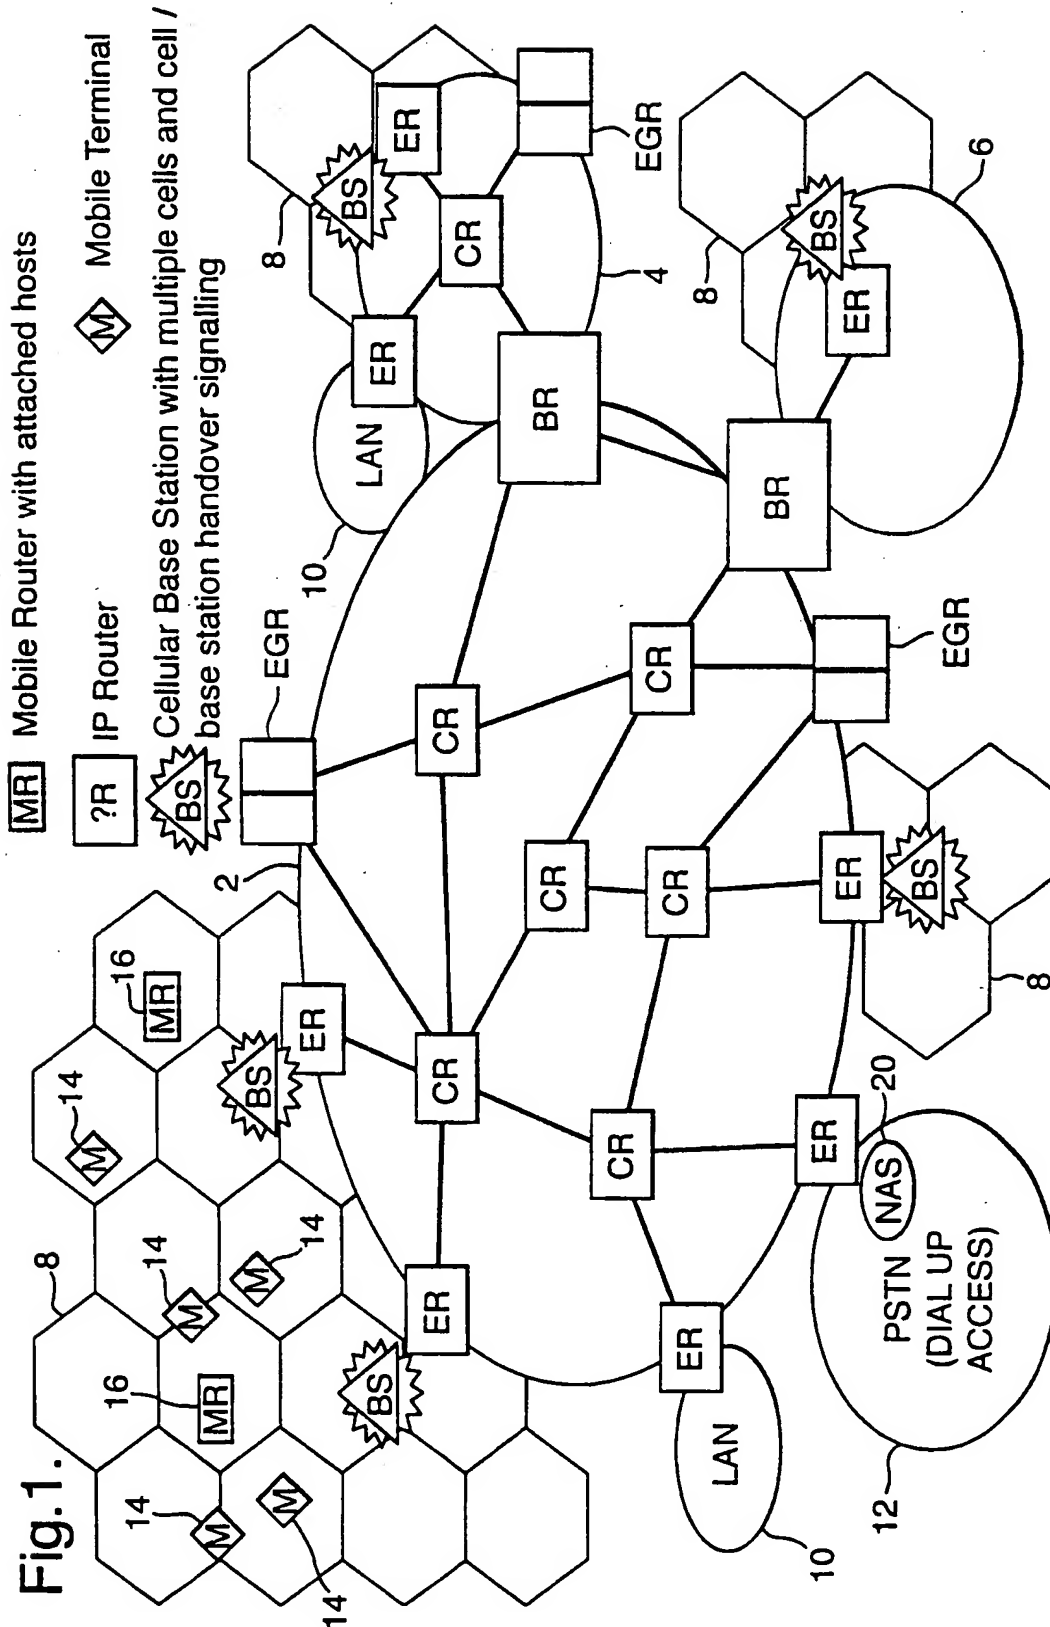 Fig.1.
MR Mobile Router with attached hosts
?R IP Router
M Mobile Terminal
BS Cellular Base Station with multiple cells and cell /
base station handover signalling
14
M
14
M
16
MR
8
14
M
14
M
14
M
16
MR
BS
BS
2
ER
ER
EGR
10
LAN
ER
8
BS
ER
CR
EGR
4
CR
CR
BR
10
LAN
ER
CR
CR
CR
CR
BR
8
BS
ER
6
12
PSTN
(DIAL UP
ACCESS)
NAS
20
ER
ER
BS
8
EGR